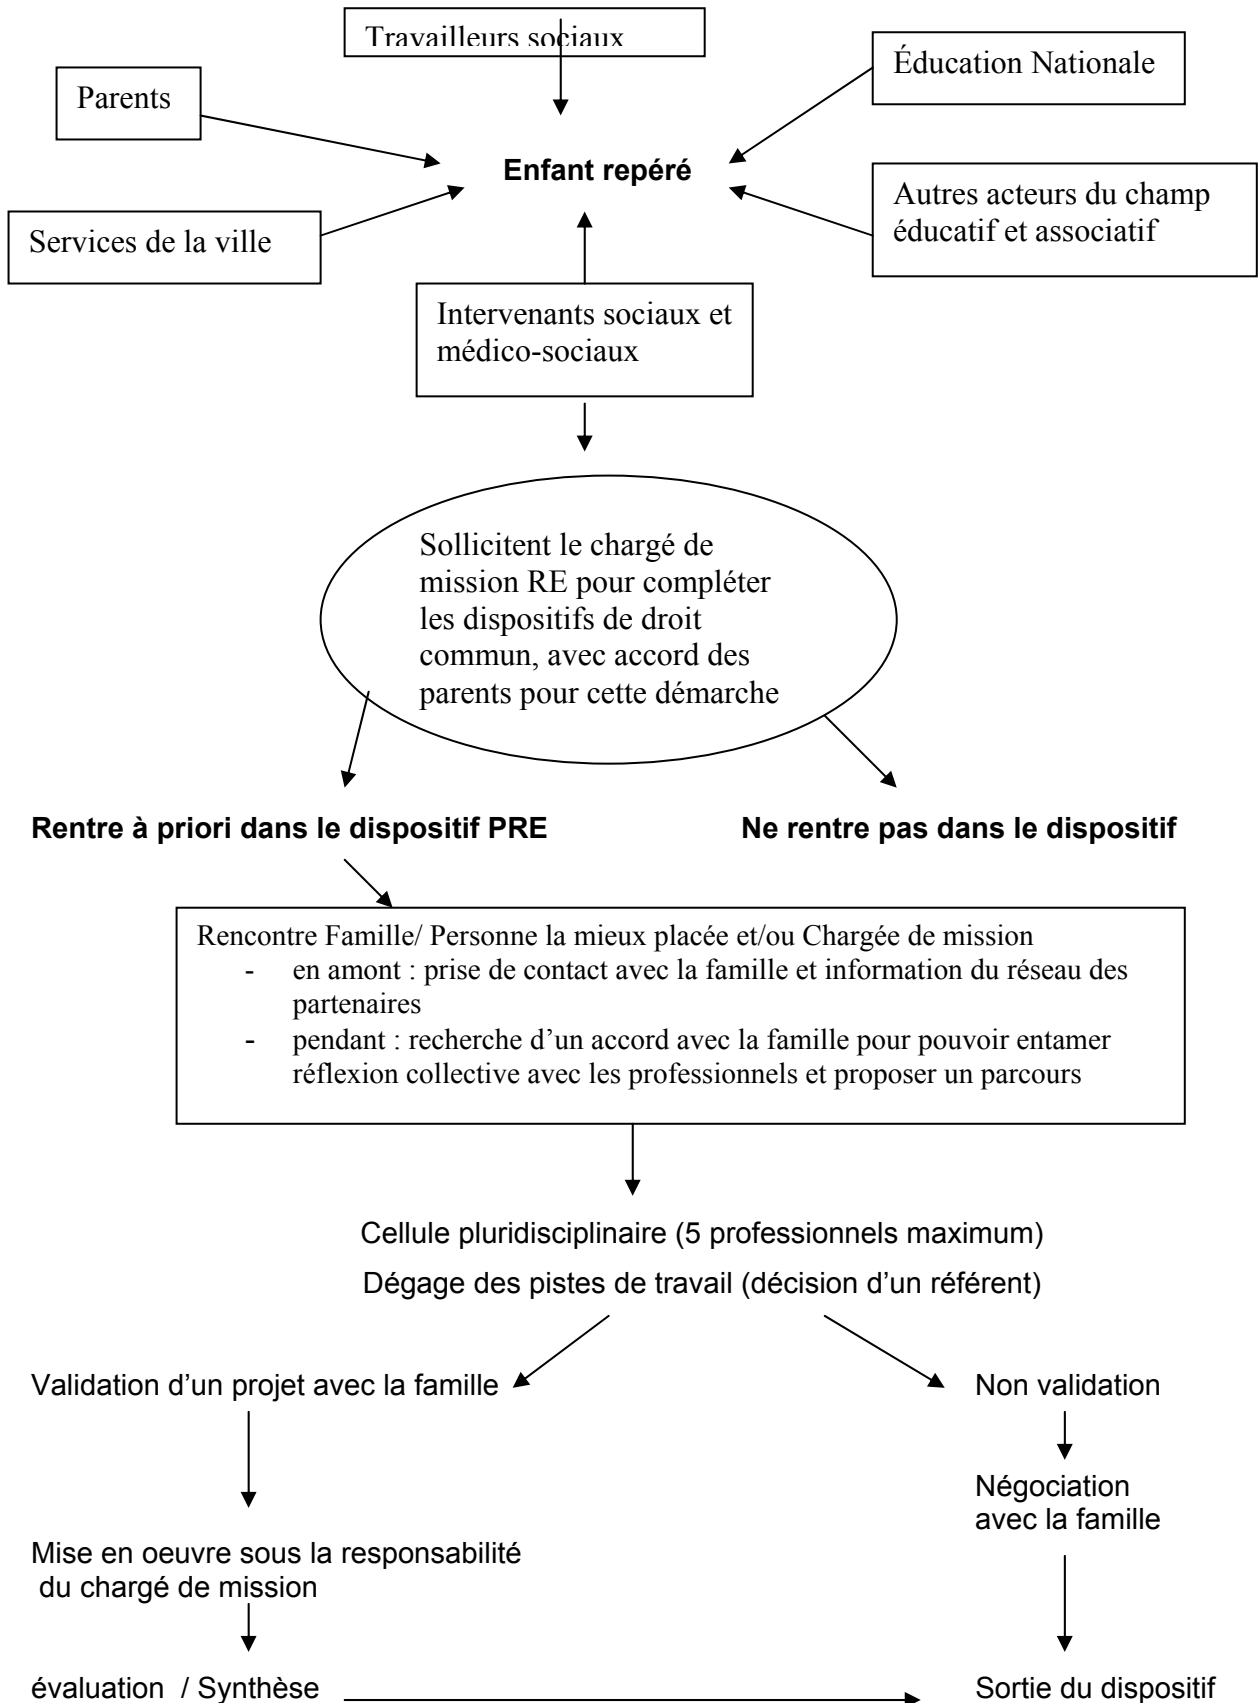 Travailleurs sociaux
Éducation Nationale
Parents
Enfant repéré
Autres acteurs du champ
éducatif et associatif
Services de la ville
Intervenants sociaux et
médico-sociaux
Sollicitent le chargé de
mission RE pour compléter
les dispositifs de droit
commun, avec accord des
parents pour cette démarche
Rentre à priori dans le dispositif PRE
Ne rentre pas dans le dispositif
Rencontre Famille/ Personne la mieux placée et/ou Chargée de mission
- en amont : prise de contact avec la famille et information du réseau des
partenaires
- pendant : recherche d’un accord avec la famille pour pouvoir entamer
réflexion collective avec les professionnels et proposer un parcours
Cellule pluridisciplinaire (5 professionnels maximum)
Dégage des pistes de travail (décision d’un référent)
Validation d’un projet avec la famille
Non validation
Négociation
avec la famille
Mise en oeuvre sous la responsabilité
du chargé de mission
évaluation / Synthèse
Sortie du dispositif